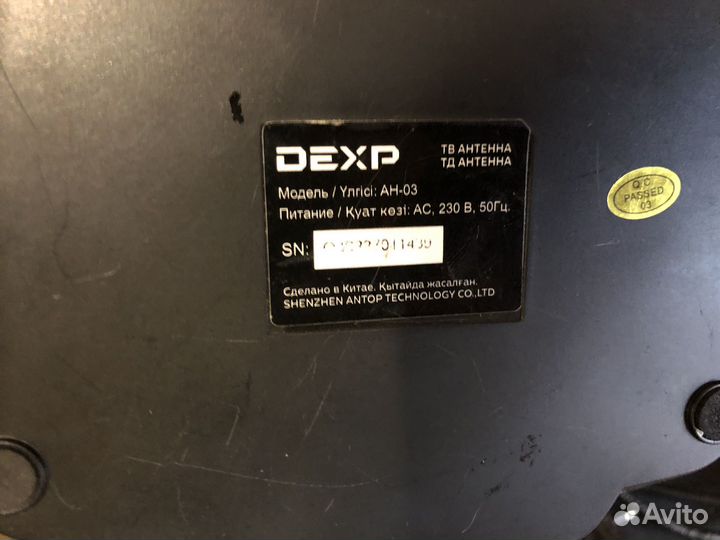 DEXP
ТВ АНТЕННА
ТД АНТЕННА
Модель / Үлгісі: AH-03
Питание / Қуат көзі: AC, 230 В, 50Гц.
SN:
Сделано в Китае. Қытайда жасалған.
SHENZHEN ANTOP TECHNOLOGY CO.,LTD
Q.C
PASSED
03
Avito